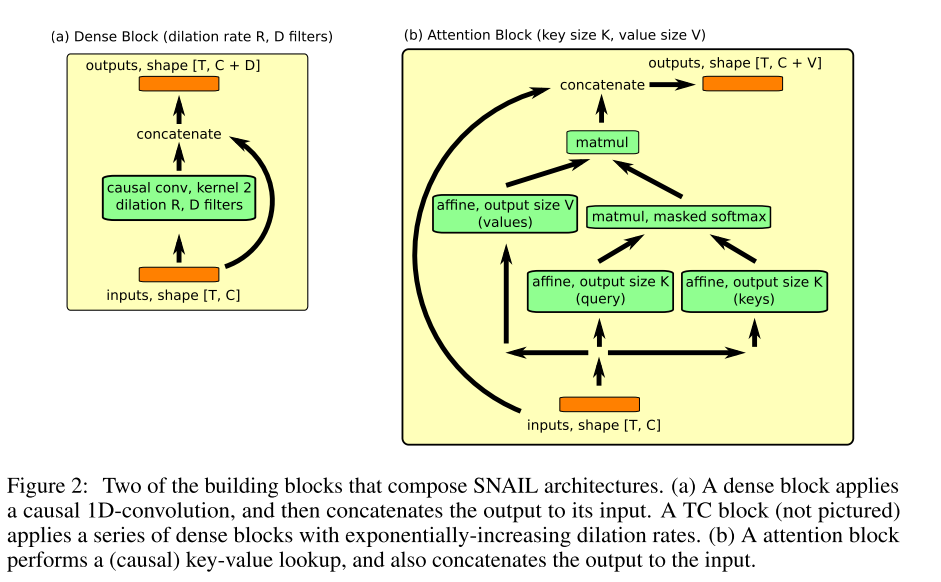 (a) Dense Block (dilation rate R, D filters)
outputs, shape [T, C + D]
concatenate
causal conv, kernel 2
dilation R, D filters
inputs, shape [T, C]
(b) Attention Block (key size K, value size V)
outputs, shape [T, C + V]
concatenate
matmul
affine, output size V
(values)
matmul, masked softmax
affine, output size K
(query)
affine, output size K
(keys)
inputs, shape [T, C]
Figure 2: Two of the building blocks that compose SNAIL architectures. (a) A dense block applies
a causal 1D-convolution, and then concatenates the output to its input. A TC block (not pictured)
applies a series of dense blocks with exponentially-increasing dilation rates. (b) A attention block
performs a (causal) key-value lookup, and also concatenates the output to the input.